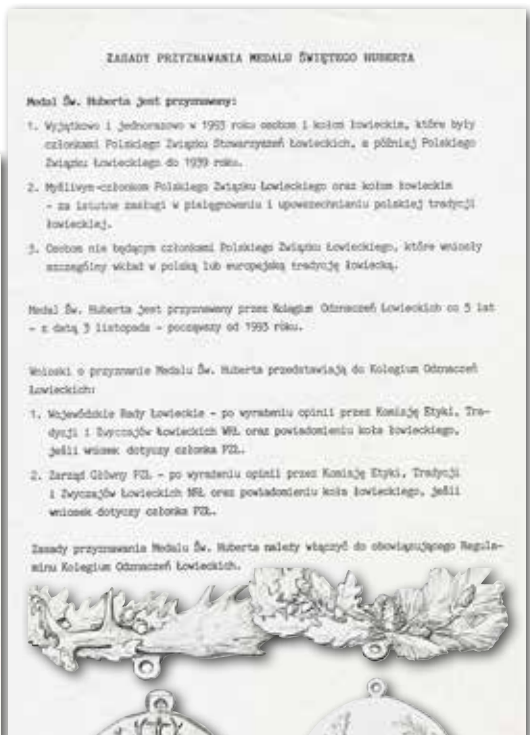 ZASADY PRZYZNAWANIA MEDALU ŚWIĘTEGO HUBERTA
Medal Św. Huberta jest przyznawany:
1. Wyjątkowo i jednorazowo w 1993 roku osobom i kołom łowieckim, które były
członkami Polskiego Związku Stowarzyszeń Łowieckich, a później Polskiego
Związku Łowieckiego do 1939 roku.
2. Myśliwym-członkom Polskiego Związku Łowieckiego oraz kołom łowieckim
- za istotne zasługi w pielęgnowaniu i upowszechnianiu polskiej tradycji
łowieckiej.
3. Osobom nie będącym członkami Polskiego Związku Łowieckiego, które wniosły
szczególny wkład w polską lub europejską tradycję łowiecką.
Medal Św. Huberta jest przyznawany przez Kolegium Odznaczeń Łowieckich co 5 lat
- z datą 3 listopada - począwszy od 1993 roku.
Wnioski o przyznanie Medalu Św. Huberta przedstawiają do Kolegium Odznaczeń
Łowieckich:
1. Wojewódzkie Rady Łowieckie - po wyrażeniu opinii przez Komisję Etyki, Tra-
dycji i Zwyczajów Łowieckich WRŁ oraz powiadomieniu koła łowieckiego,
jeśli wniosek dotyczy członka PZŁ.
2. Zarząd Główny PZŁ - po wyrażeniu opinii przez Komisję Etyki, Tradycji
i Zwyczajów Łowieckich NRŁ oraz powiadomieniu koła łowieckiego, jeśli
wniosek dotyczy członka PZŁ.
Zasady przyznawania Medalu Św. Huberta należy włączyć do obowiązującego Regula-
minu Kolegium Odznaczeń Łowieckich.